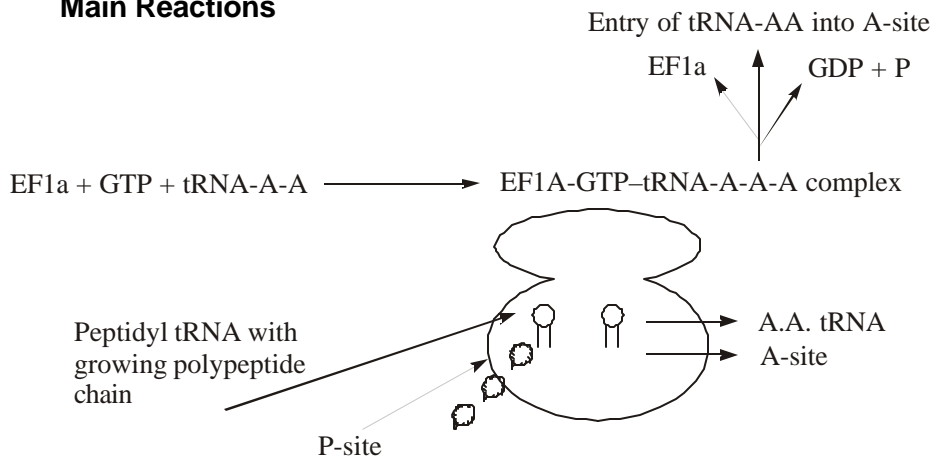 Main Reactions
Entry of tRNA-AA into A-site
EF1a
GDP + P
EF1a + GTP + tRNA-A-A
EF1A-GTP–tRNA-A-A-A complex
Peptidyl tRNA with
growing polypeptide
chain
A.A. tRNA
A-site
P-site